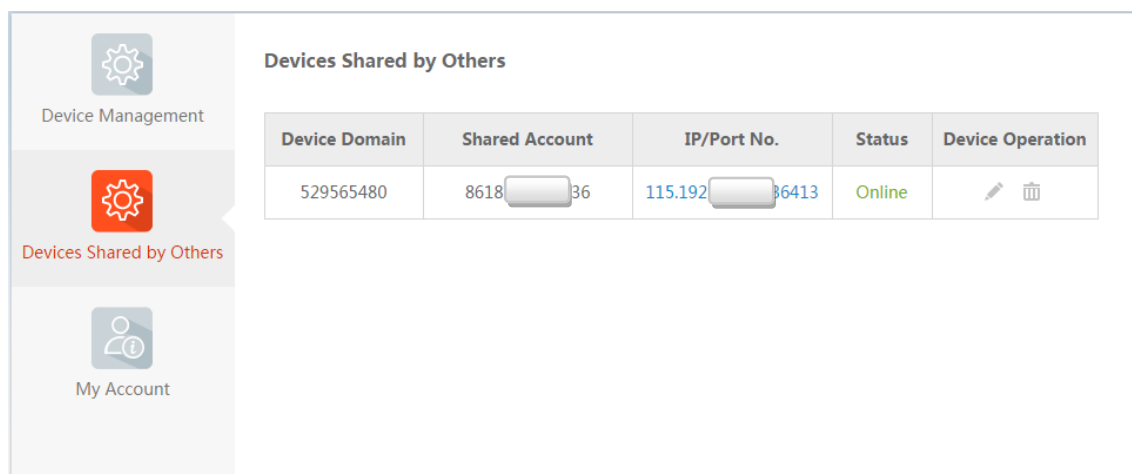 Device Management
Devices Shared by Others
My Account
Devices Shared by Others
Device Domain Shared Account IP/Port No. Status Device Operation
529565480 8618 36 115.192 36413 Online